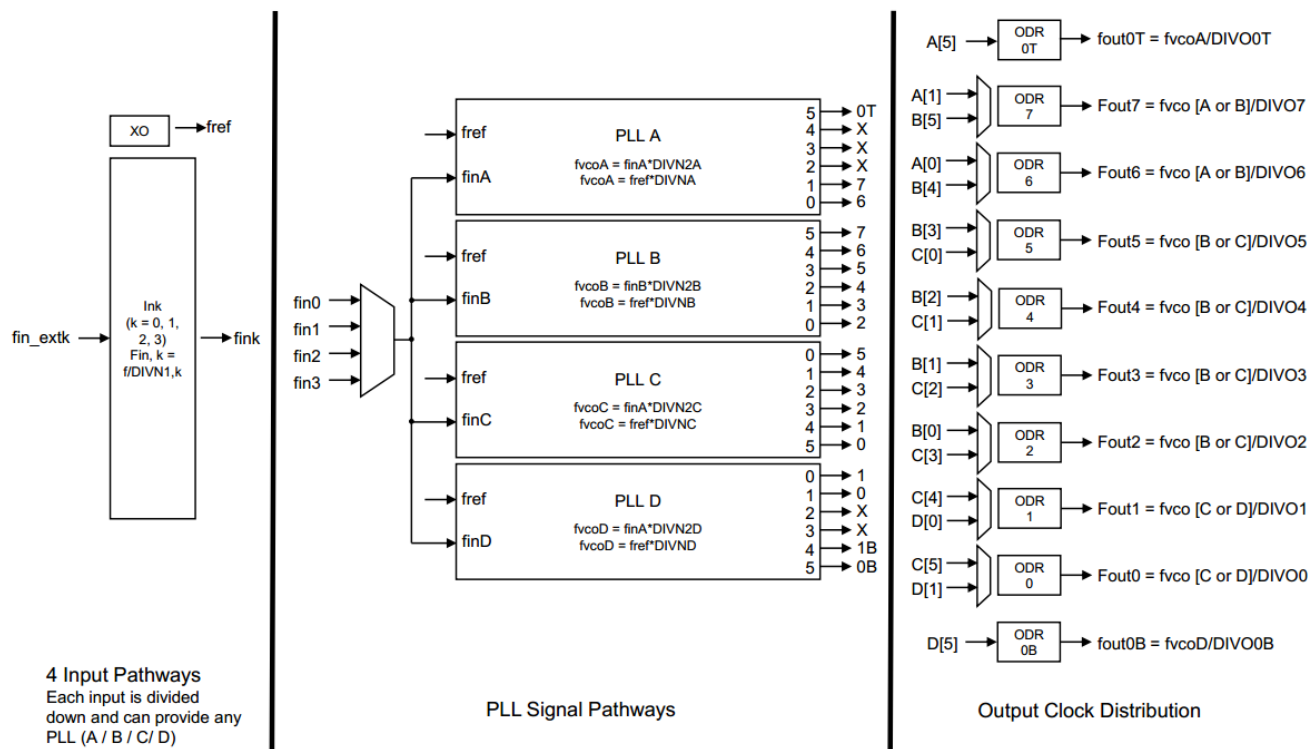 XO
fref
fin_extk
Ink
(k = 0, 1,
2, 3)
Fin, k =
f/DIVN1,k
fink
4 Input Pathways
Each input is divided
down and can provide any
PLL (A / B / C/ D)
fin0
fin1
fin2
fin3
fref
finA
PLL A
fvcoA = finA*DIVN2A
fvcoA = fref*DIVNA
5 0T
4 X
3 X
2 X
1 7
0 6
fref
finB
PLL B
fvcoB = finB*DIVN2B
fvcoB = fref*DIVNB
5 7
4 6
3 5
2 4
1 3
0 2
fref
finC
PLL C
fvcoC = finA*DIVN2C
fvcoC = fref*DIVNC
0 5
1 4
2 3
3 2
4 1
5 0
fref
finD
PLL D
fvcoD = finA*DIVN2D
fvcoD = fref*DIVND
0 1
1 0
2 X
3 X
4 1B
5 0B
PLL Signal Pathways
A[5]
ODR
0T
fout0T = fvcoA/DIVO0T
A[1]
B[5]
ODR
7
Fout7 = fvco [A or B]/DIVO7
A[0]
B[4]
ODR
6
Fout6 = fvco [A or B]/DIVO6
B[3]
C[0]
ODR
5
Fout5 = fvco [B or C]/DIVO5
B[2]
C[1]
ODR
4
Fout4 = fvco [B or C]/DIVO4
B[1]
C[2]
ODR
3
Fout3 = fvco [B or C]/DIVO3
B[0]
C[3]
ODR
2
Fout2 = fvco [B or C]/DIVO2
C[4]
D[0]
ODR
1
Fout1 = fvco [C or D]/DIVO1
C[5]
D[1]
ODR
0
Fout0 = fvco [C or D]/DIVO0
D[5]
ODR
0B
fout0B = fvcoD/DIVO0B
Output Clock Distribution